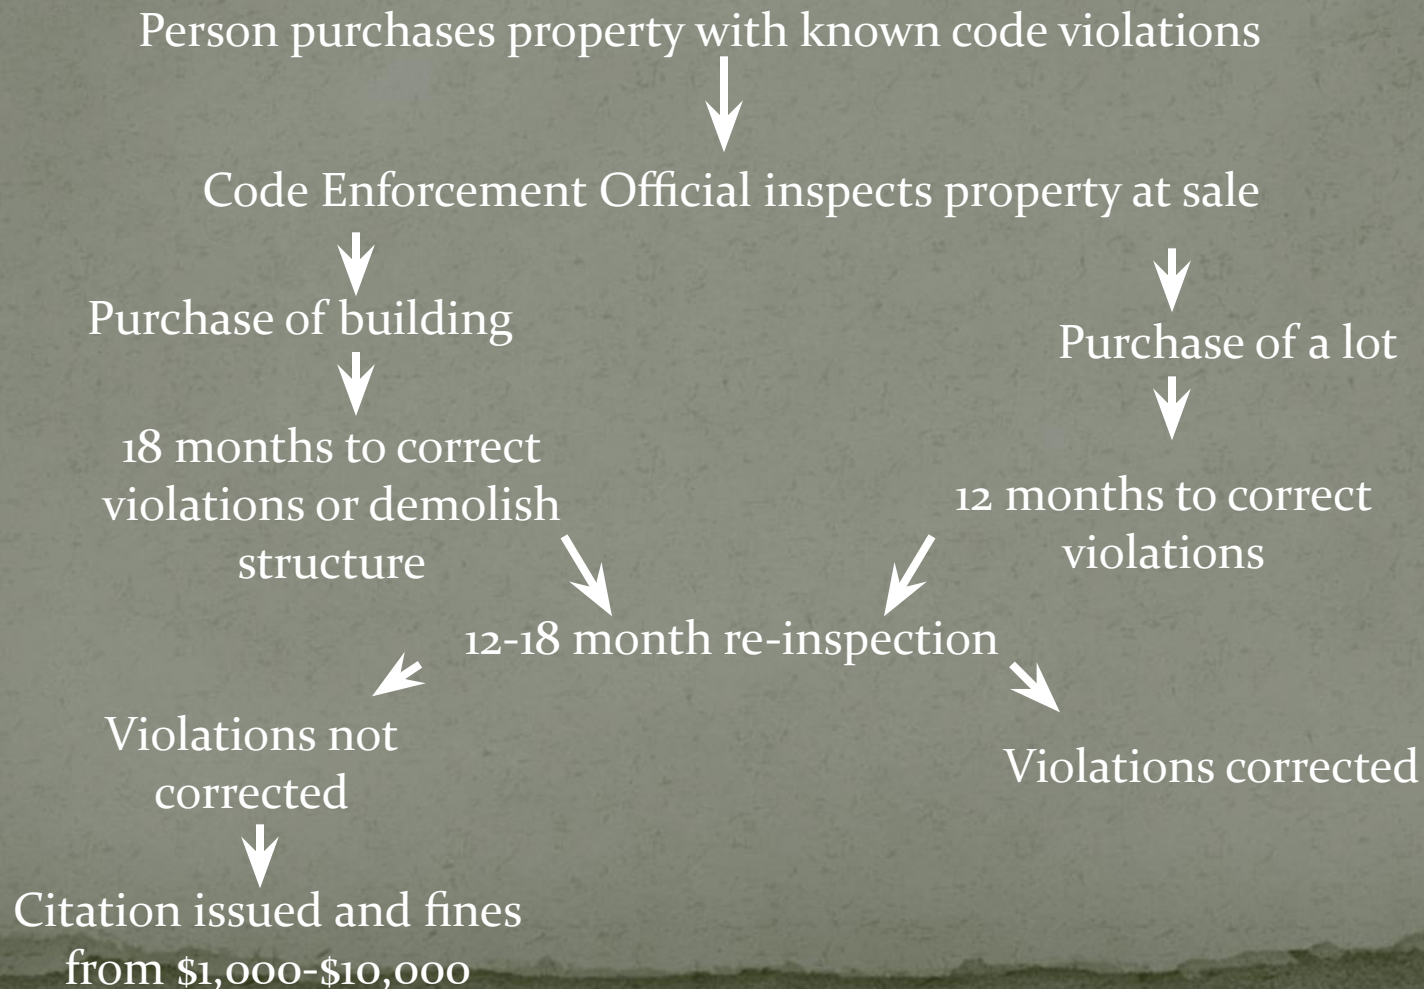 Person purchases property with known code violations
Code Enforcement Official inspects property at sale
Purchase of building
Purchase of a lot
18 months to correct
violations or demolish
structure
12 months to correct
violations
12-18 month re-inspection
Violations not
corrected
Violations corrected
Citation issued and fines
from $1,000-$10,000